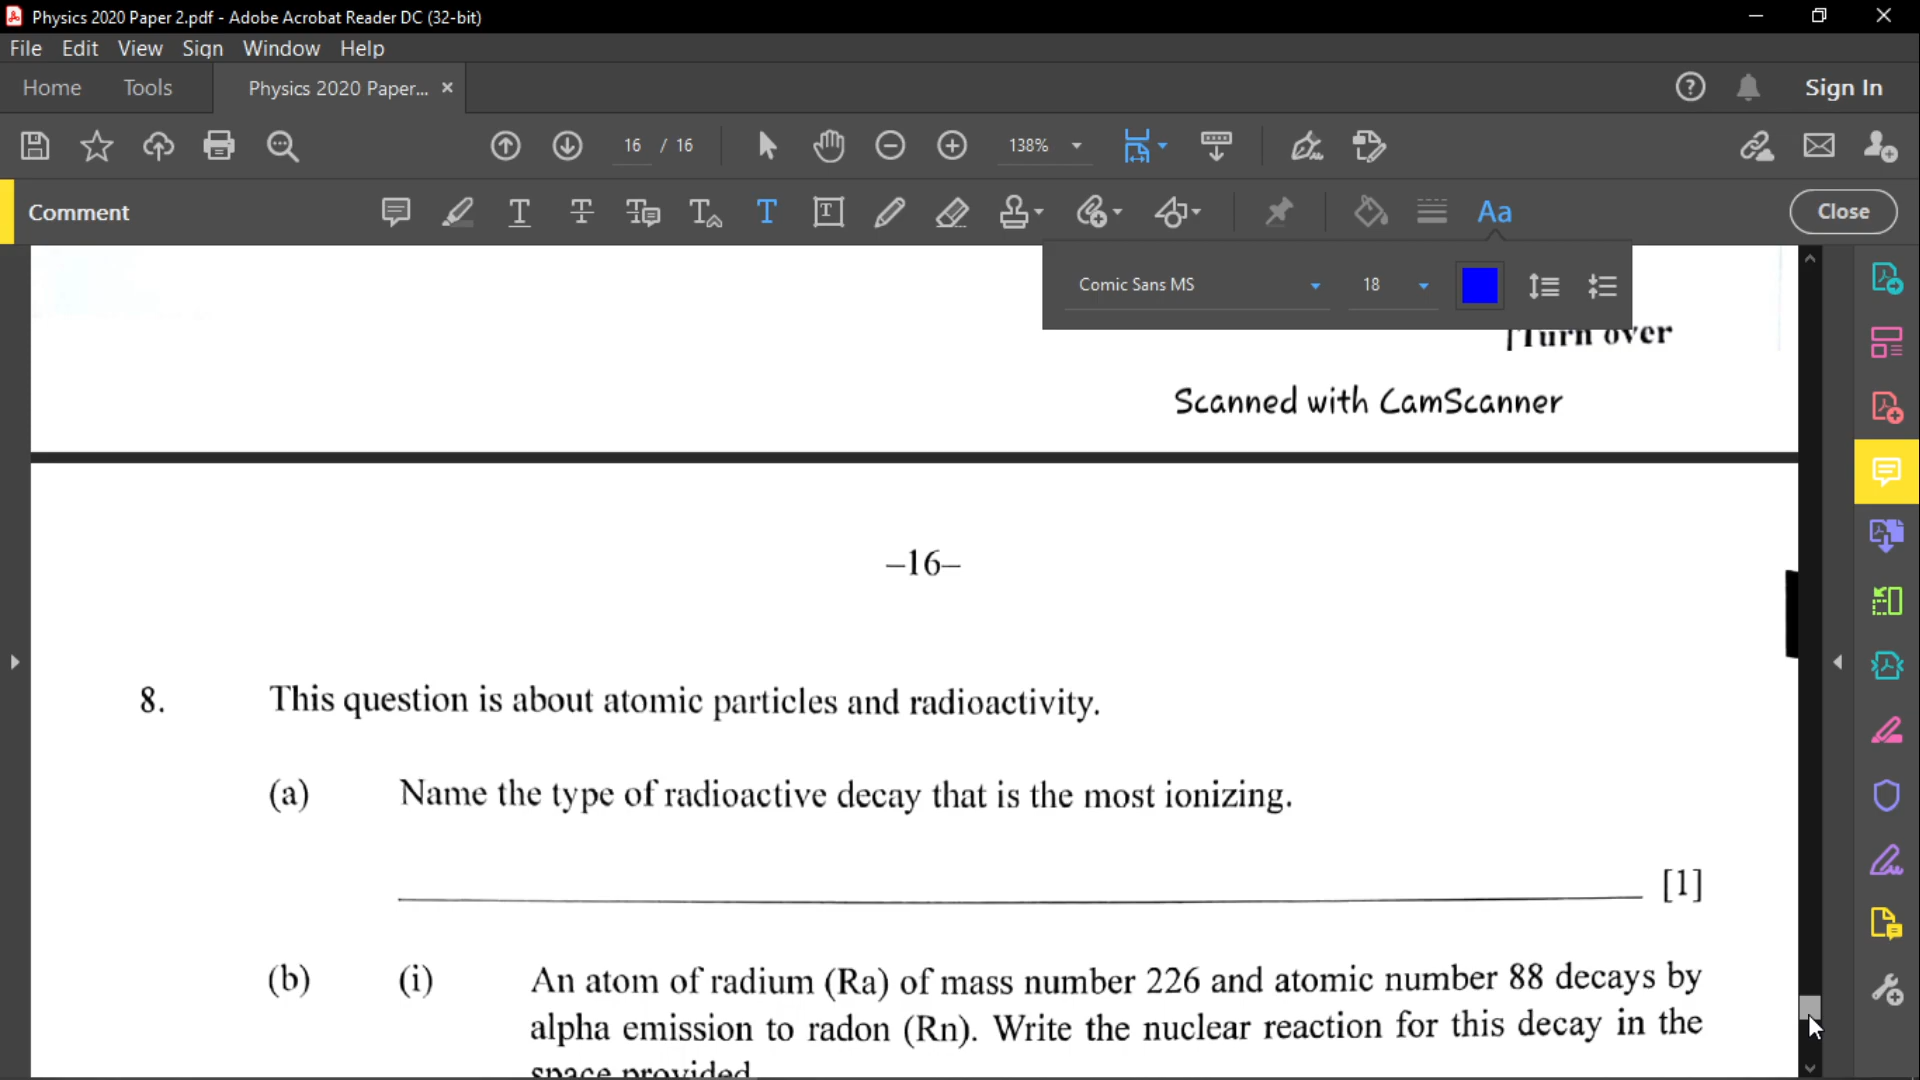 Physics 2020 Paper 2.pdf - Adobe Acrobat Reader DC (32-bit)
File Edit View Sign Window Help
Home Tools Physics 2020 Paper... × Sign In
16 / 16 138%
Comment Close
Comic Sans MS 18
[Turn over
Scanned with CamScanner
–16–
8. This question is about atomic particles and radioactivity.
(a) Name the type of radioactive decay that is the most ionizing.
[1]
(b) (i) An atom of radium (Ra) of mass number 226 and atomic number 88 decays by
alpha emission to radon (Rn). Write the nuclear reaction for this decay in the
space provided.